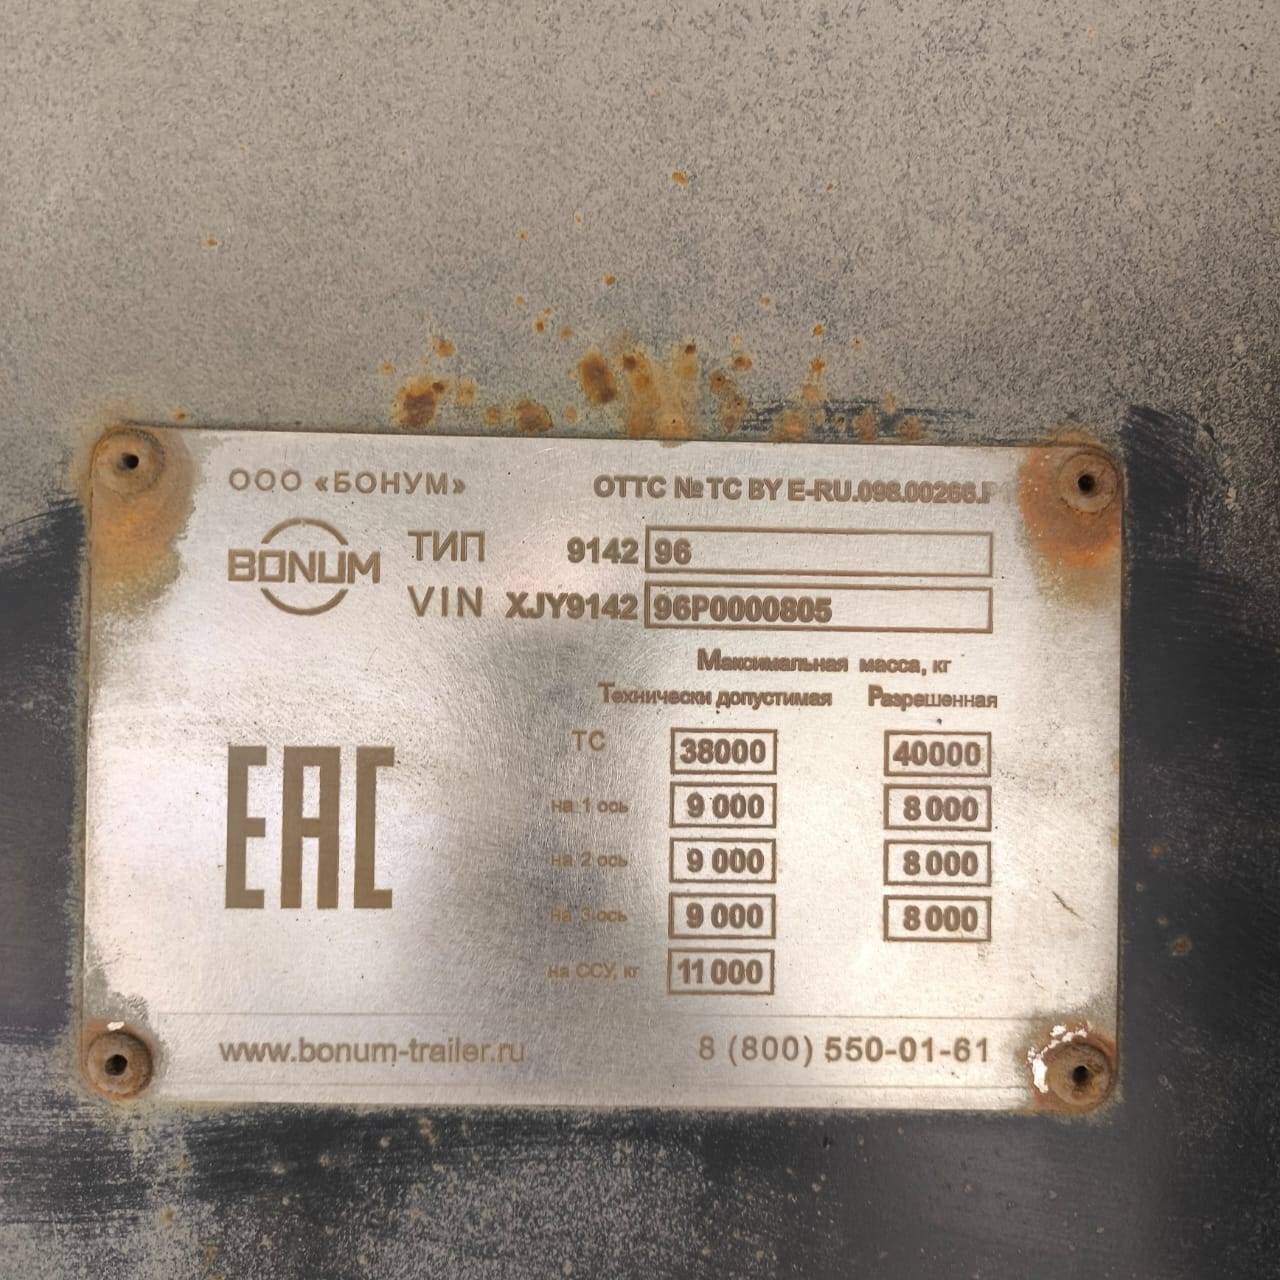 ООО «БОНУМ» ОТТС № ТС BY E-RU.098.00266.P
BONUM
ТИП 9142 96
VIN XJY9142 96P0000805
Максимальная масса, кг
Технически допустимая Разрешенная
ТС 38000 40000
на 1 ось 9 000 8 000
на 2 ось 9 000 8 000
на 3 ось 9 000 8 000
на ССУ, кг 11 000
EAC
www.bonum-trailer.ru 8 (800) 550-01-61